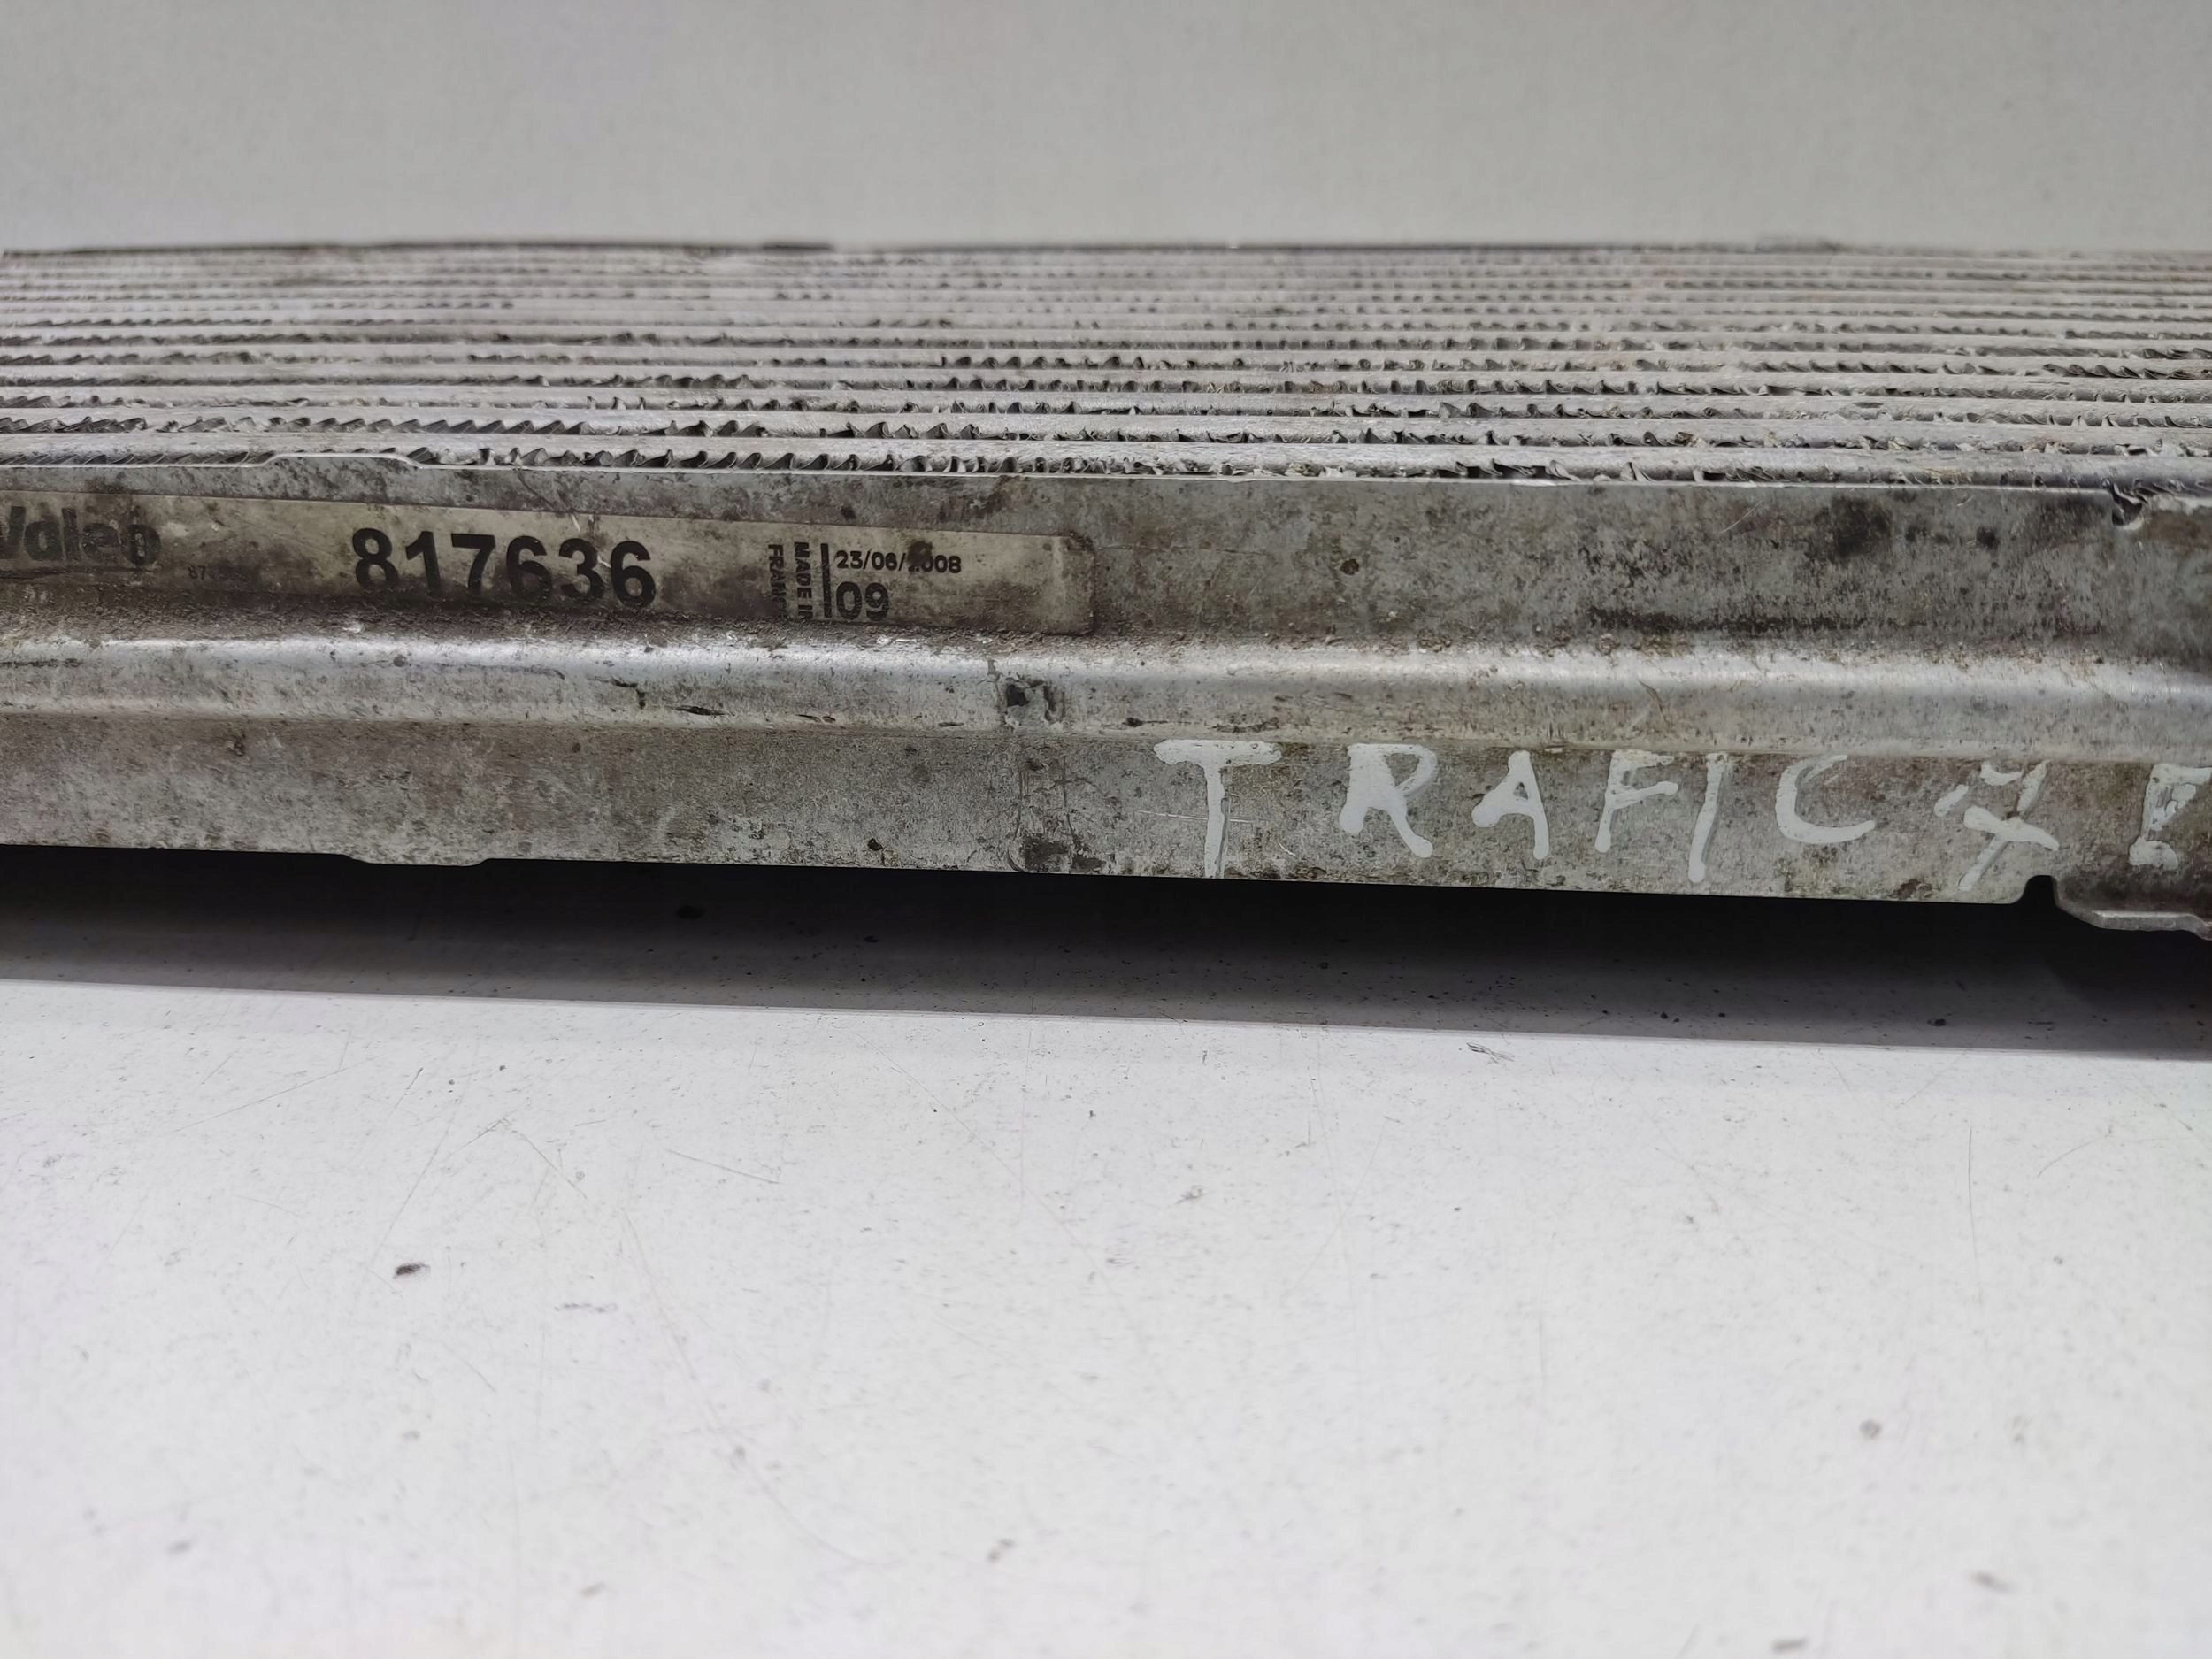 Valeo
817636
MADE IN
FRANCE
23/06/2008
09
TRAFIC